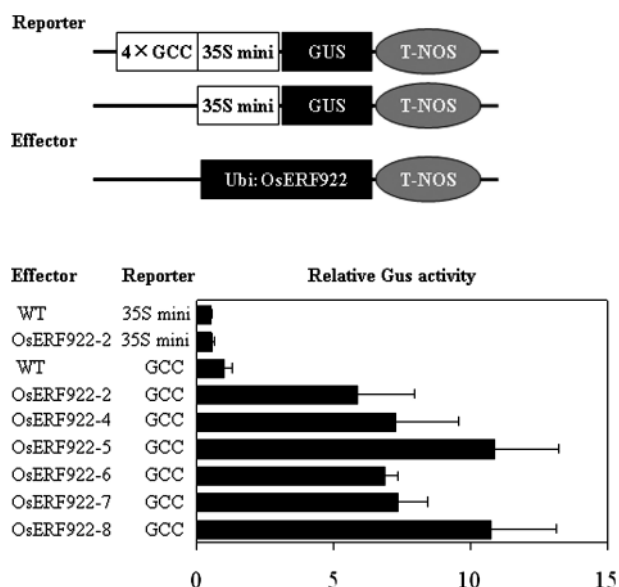 Reporter
4×GCC 35S mini GUS T-NOS
35S mini GUS T-NOS
Effector
Ubi: OsERF922 T-NOS
Effector Reporter Relative Gus activity
WT 35S mini
OsERF922-2 35S mini
WT GCC
OsERF922-2 GCC
OsERF922-4 GCC
OsERF922-5 GCC
OsERF922-6 GCC
OsERF922-7 GCC
OsERF922-8 GCC
0 5 10 15